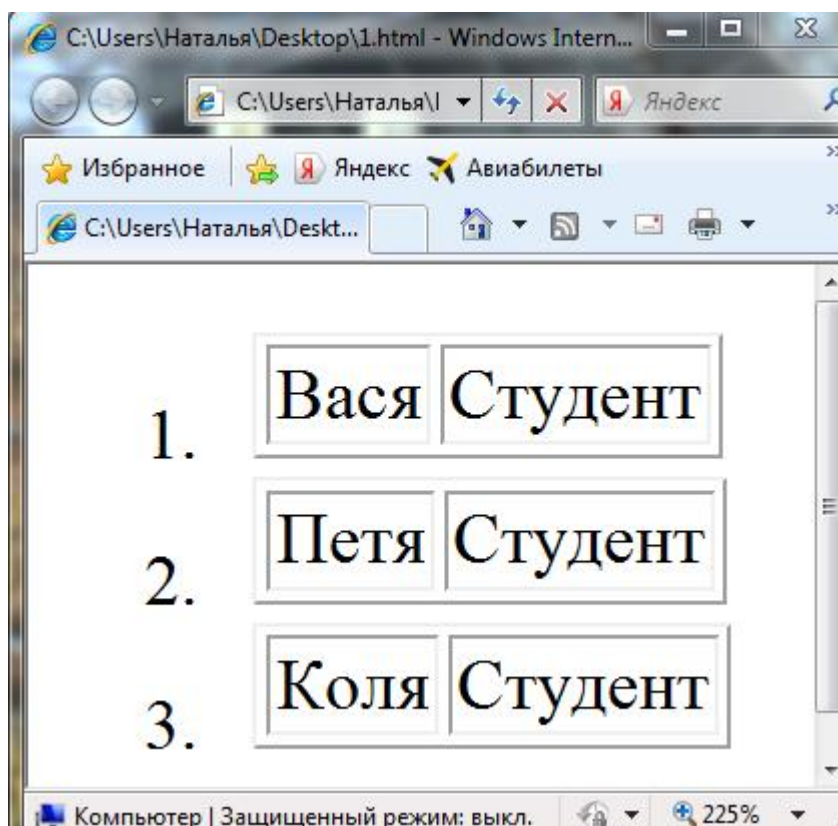 C:\Users\Наталья\Desktop\1.html - Windows Intern...
C:\Users\Наталья\ Яндекс
Избранное Яндекс Авиабилеты
C:\Users\Наталья\Deskt...
1. Вася Студент
2. Петя Студент
3. Коля Студент
Компьютер | Защищенный режим: выкл. 225%